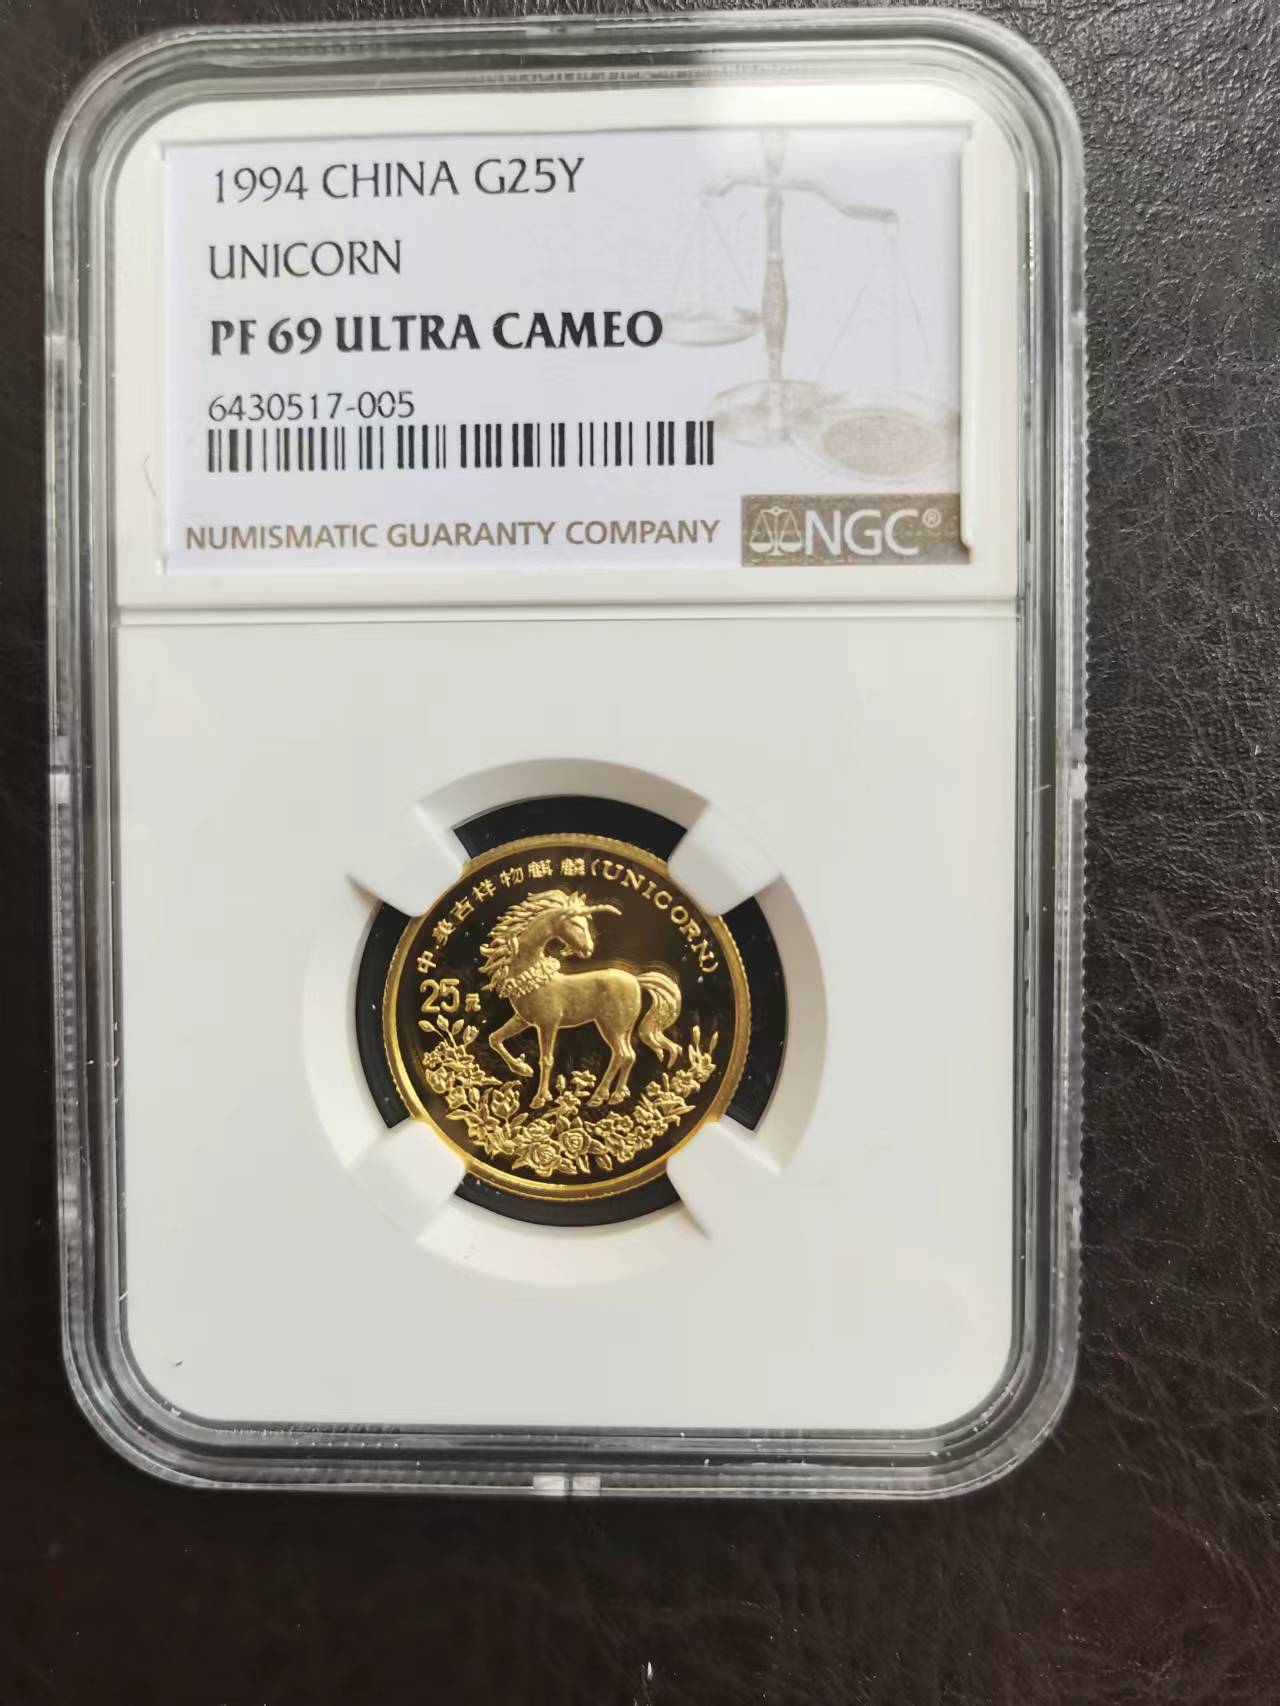 1994 CHINA G25Y
UNICORN
PF 69 ULTRA CAMEO
6430517-005
NUMISMATIC GUARANTY COMPANY
NGC®
中·英吉祥物麒麟(UNICORN)
25元